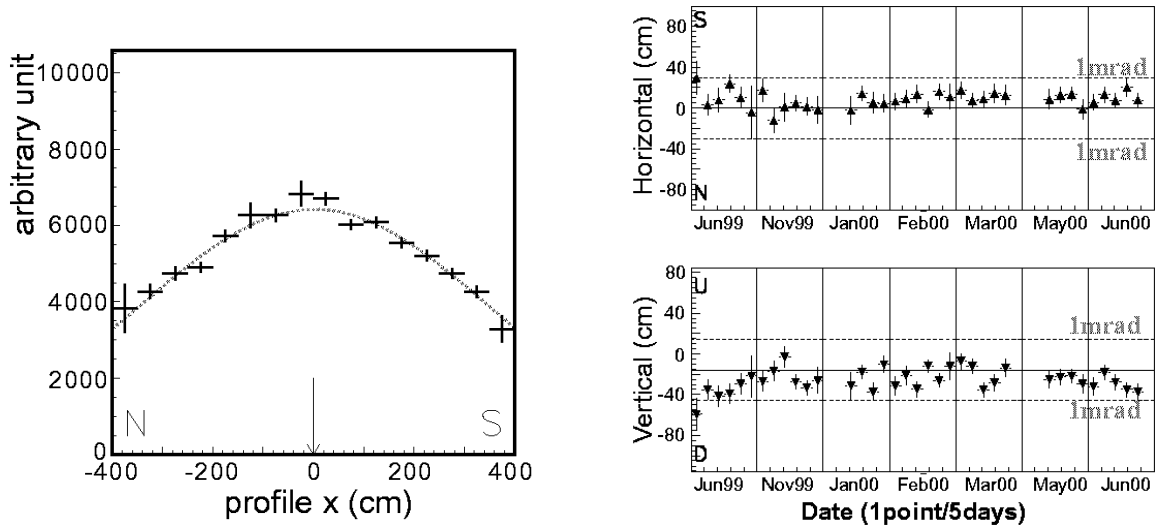 arbitrary unit
10000
8000
6000
4000
2000
0
N
S
-400
-200
0
200
400
profile x (cm)
Horizontal (cm)
80
40
0
-40
-80
S
N
1mrad
1mrad
Jun99
Nov99
Jan00
Feb00
Mar00
May00
Jun00
Vertical (cm)
80
40
0
-40
-80
U
D
1mrad
1mrad
Jun99
Nov99
Jan00
Feb00
Mar00
May00
Jun00
Date (1point/5days)